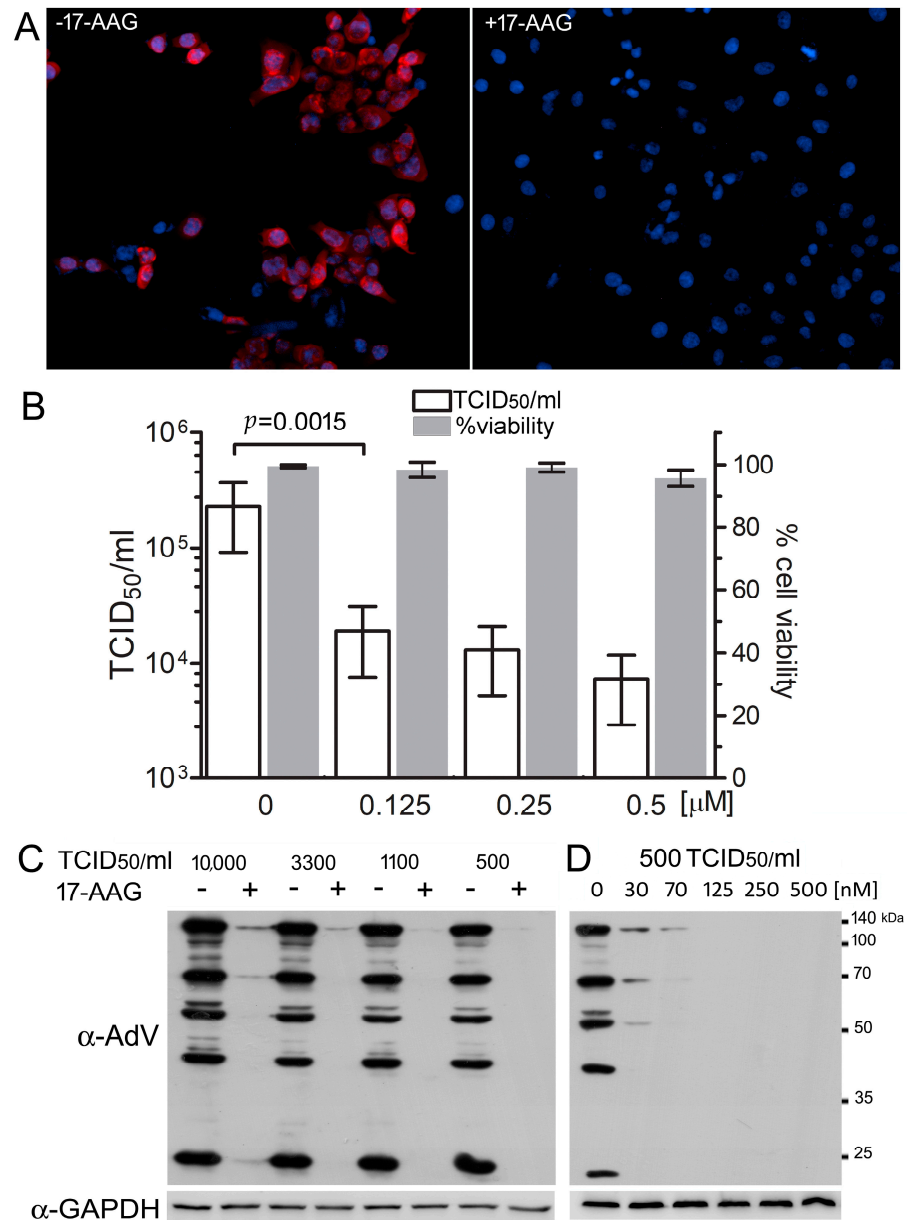 A
-17-AAG
+17-AAG
B
TCID50/ml
%viability
p=0.0015
10^6
10^5
10^4
10^3
TCID50/ml
100
80
60
40
20
0
% cell viability
0 0.125 0.25 0.5 [μM]
C
TCID50/ml 10,000 3300 1100 500
17-AAG - + - + - + - +
α-AdV
α-GAPDH
D
500 TCID50/ml
0 30 70 125 250 500 [nM]
140 kDa
100
70
50
35
25